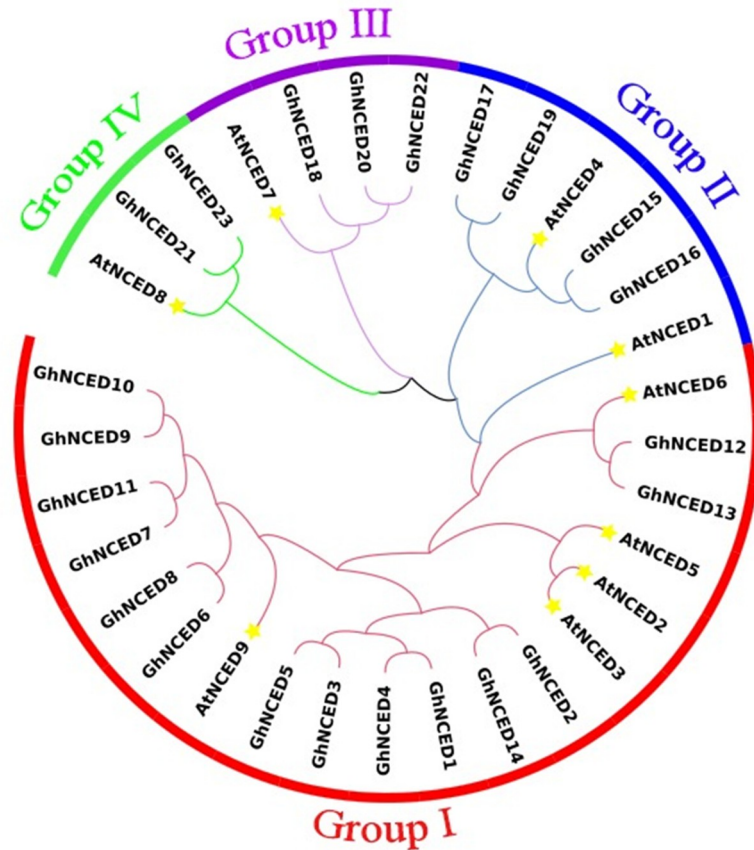 Group III
Group IV
Group II
Group I
AtNCED8
GhNCED21
GhNCED23
AtNCED7
GhNCED18
GhNCED20
GhNCED22
GhNCED17
GhNCED19
AtNCED4
GhNCED15
GhNCED16
AtNCED1
AtNCED6
GhNCED12
GhNCED13
AtNCED5
AtNCED2
AtNCED3
GhNCED2
GhNCED14
GhNCED1
GhNCED4
GhNCED3
GhNCED5
AtNCED9
GhNCED6
GhNCED8
GhNCED7
GhNCED11
GhNCED9
GhNCED10